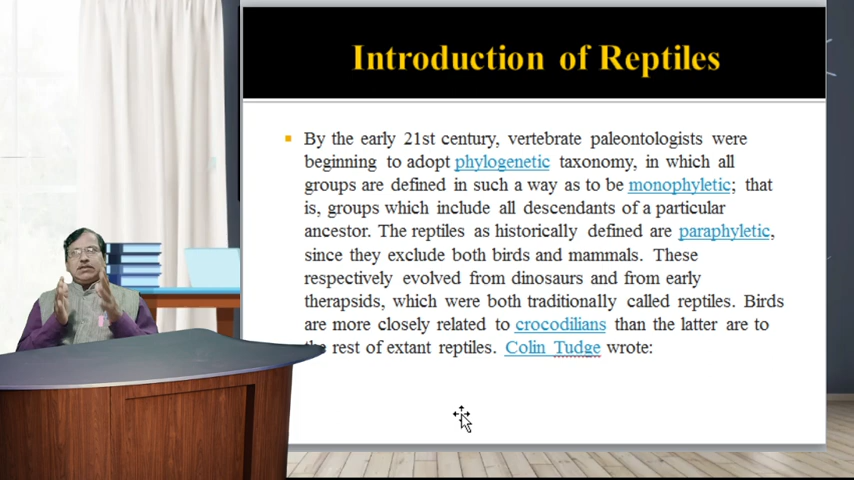 Introduction of Reptiles
By the early 21st century, vertebrate paleontologists were
beginning to adopt phylogenetic taxonomy, in which all
groups are defined in such a way as to be monophyletic; that
is, groups which include all descendants of a particular
ancestor. The reptiles as historically defined are paraphyletic,
since they exclude both birds and mammals. These
respectively evolved from dinosaurs and from early
therapsids, which were both traditionally called reptiles. Birds
are more closely related to crocodilians than the latter are to
the rest of extant reptiles. Colin Tudge wrote: